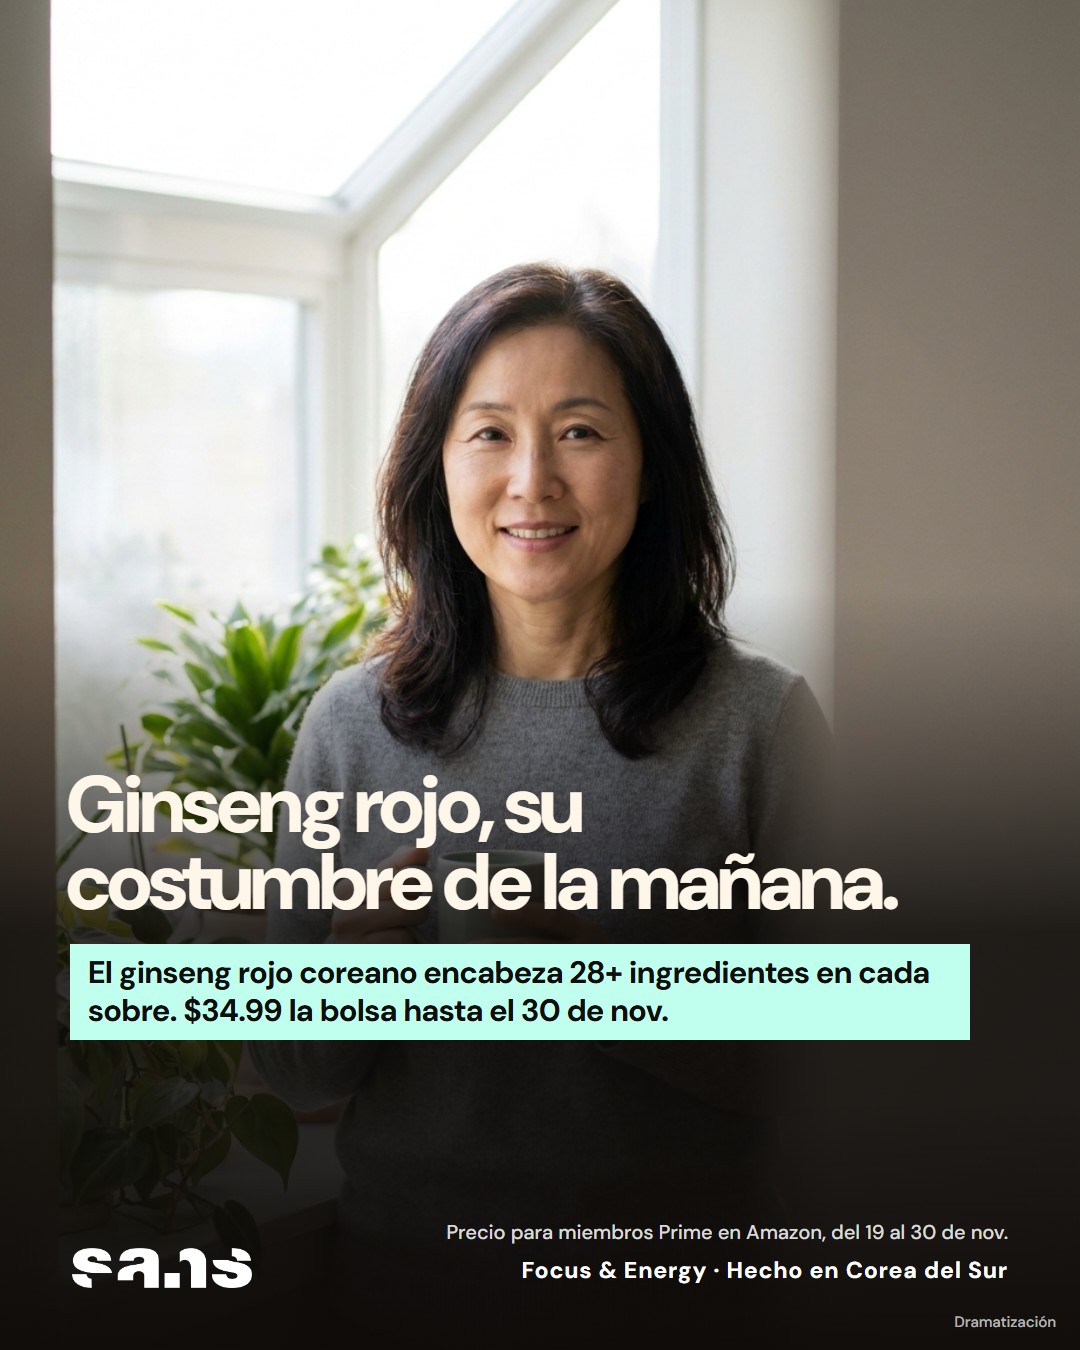 Ginseng rojo, su
costumbre de la mañana.
El ginseng rojo coreano encabeza 28+ ingredientes en cada
sobre. $34.99 la bolsa hasta el 30 de nov.
Precio para miembros Prime en Amazon, del 19 al 30 de nov.
sans
Focus & Energy · Hecho en Corea del Sur
Dramatización